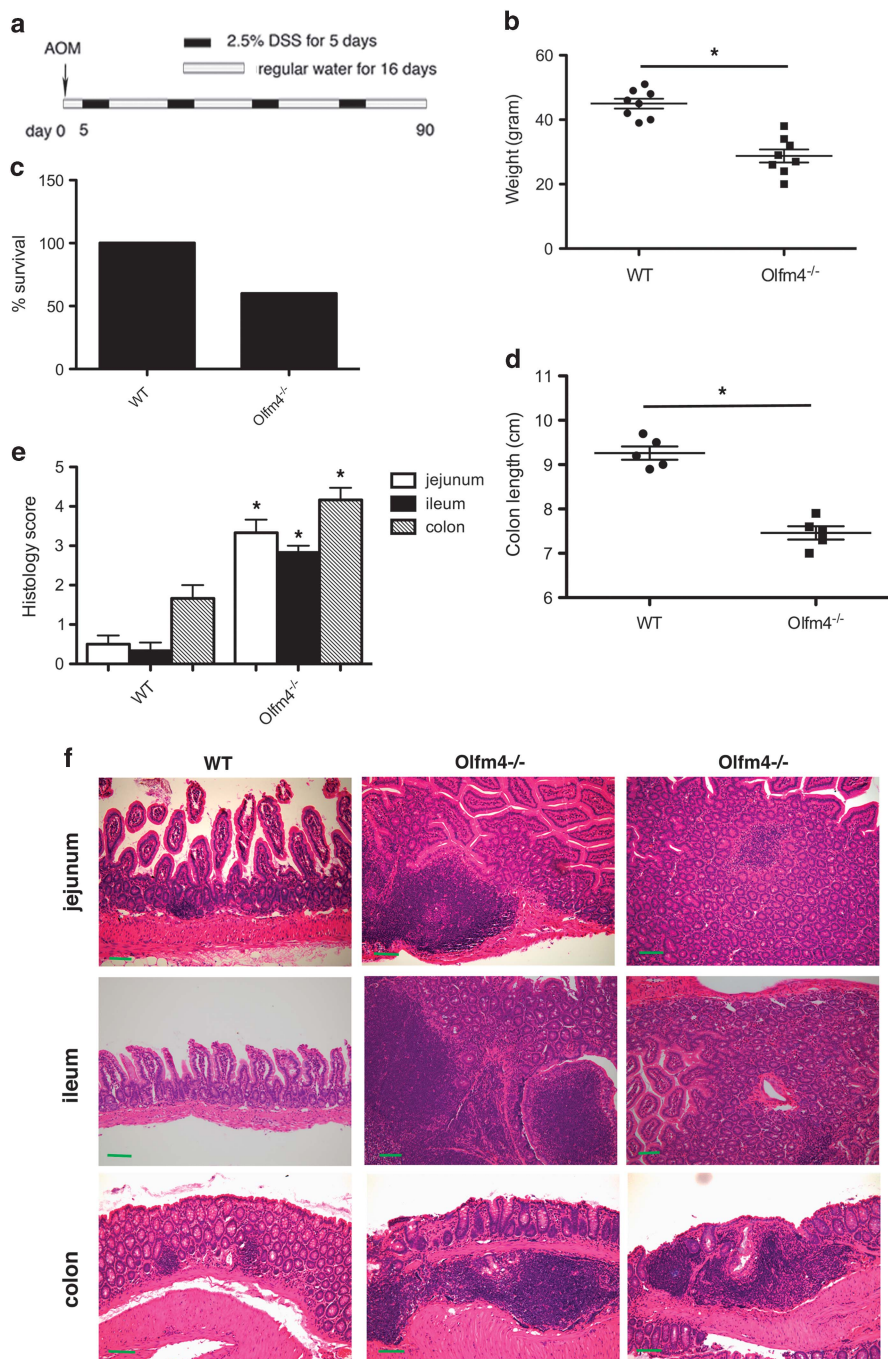 a
AOM
2.5% DSS for 5 days
regular water for 16 days
day 0 5 90
b
Weight (gram)
60
40
20
0
*
WT
Olfm4-/-
c
% survival
150
100
50
0
WT
Olfm4-/-
d
Colon length (cm)
11
10
9
8
7
6
*
WT
Olfm4-/-
e
Histology score
5
4
3
2
1
0
* * *
WT
Olfm4-/-
jejunum
ileum
colon
f
WT Olfm4-/- Olfm4-/-
jejunum
ileum
colon